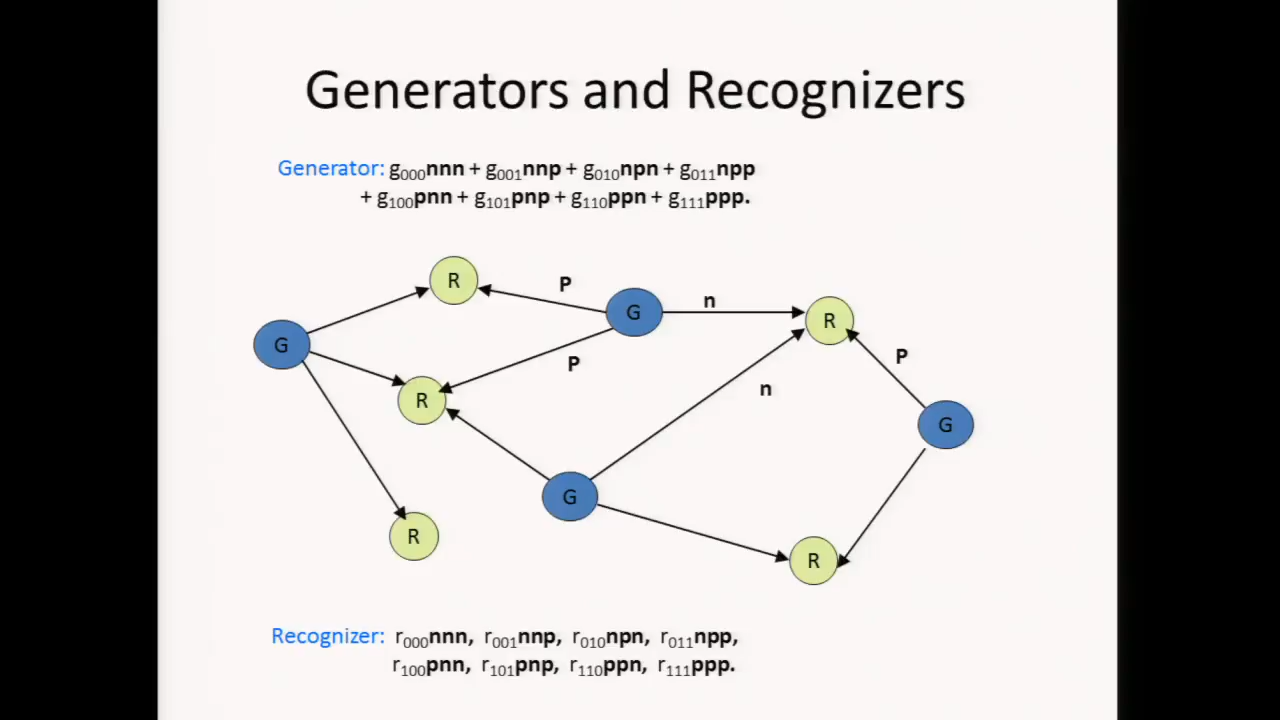 Generators and Recognizers
Generator: g000nnn + g001nnp + g010npn + g011npp
+ g100pnn + g101pnp + g110ppn + g111ppp.
R
P
G
n
R
G
P
P
R
n
G
G
R
R
Recognizer: r000nnn, r001nnp, r010npn, r011npp,
r100pnn, r101pnp, r110ppn, r111ppp.